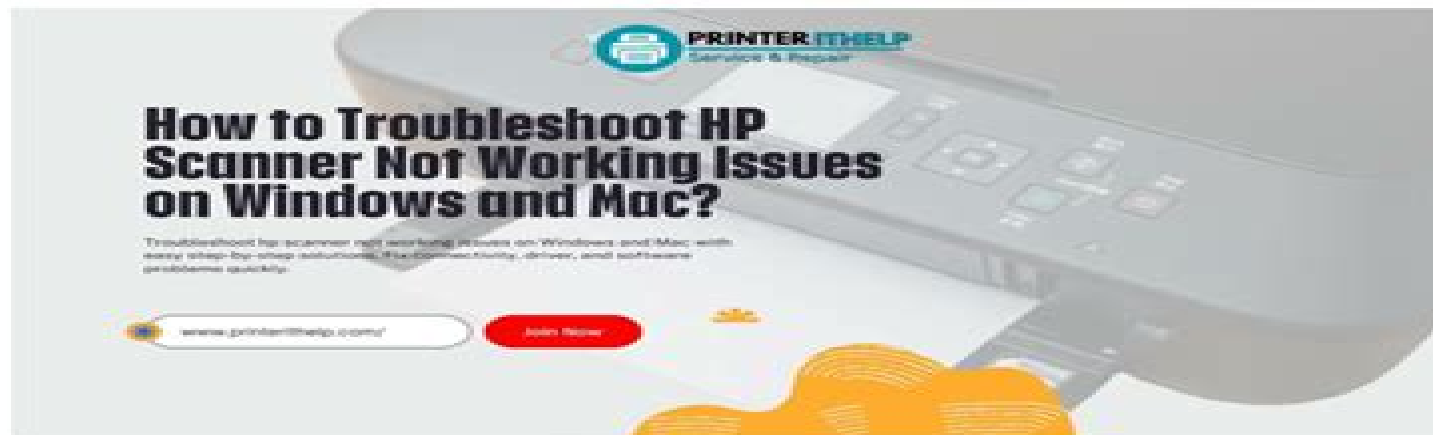 PRINTER ITHELP
Service & Repair
How to Troubleshoot HP
Scanner Not Working Issues
on Windows and Mac?
Troubleshoot hp scanner not working issues on Windows and Mac with
easy step-by-step solutions. Fix connectivity, driver, and software
problems quickly.
www.printerithelp.com/
Join Now